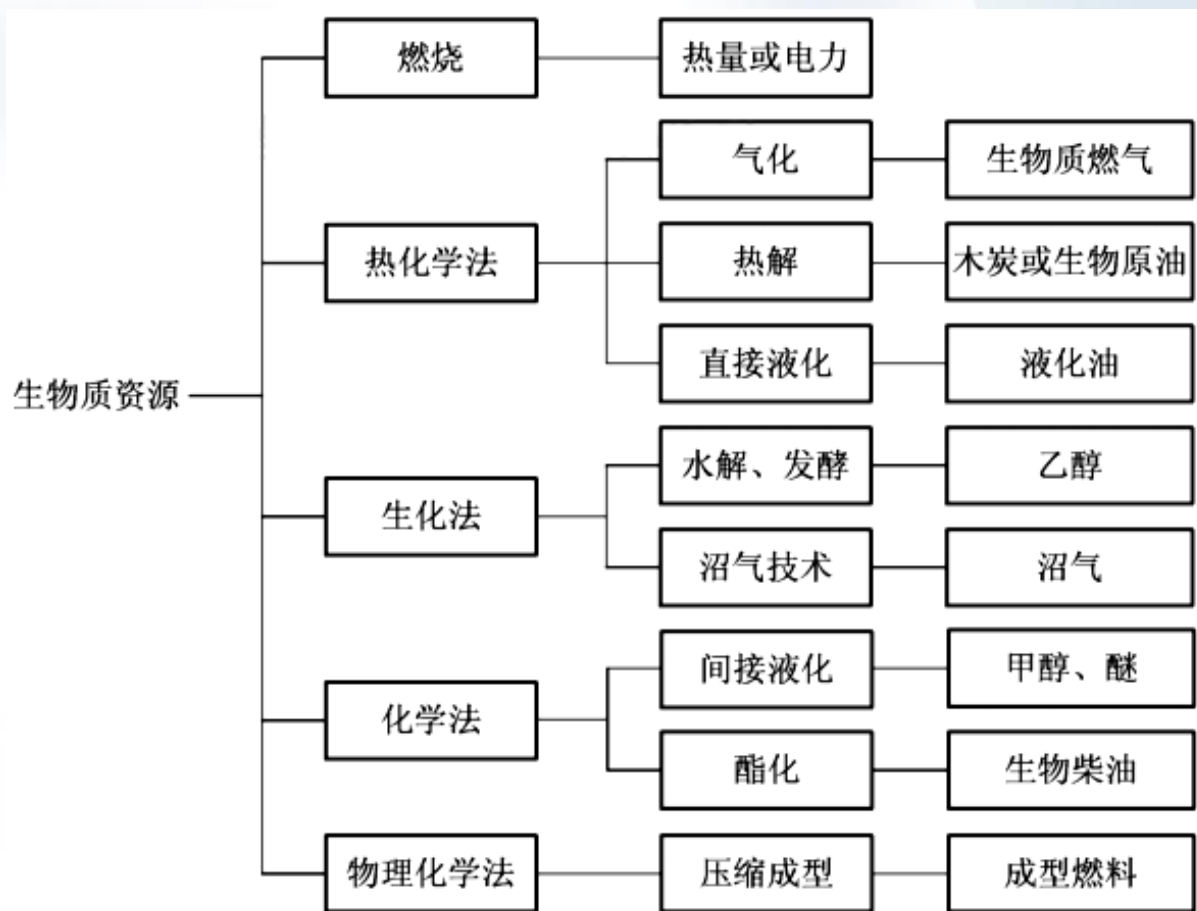 燃烧
热量或电力
气化
生物质燃气
热化学法
热解
木炭或生物原油
直接液化
液化油
生物质资源
水解、发酵
乙醇
生化法
沼气技术
沼气
间接液化
甲醇、醚
化学法
酯化
生物柴油
物理化学法
压缩成型
成型燃料